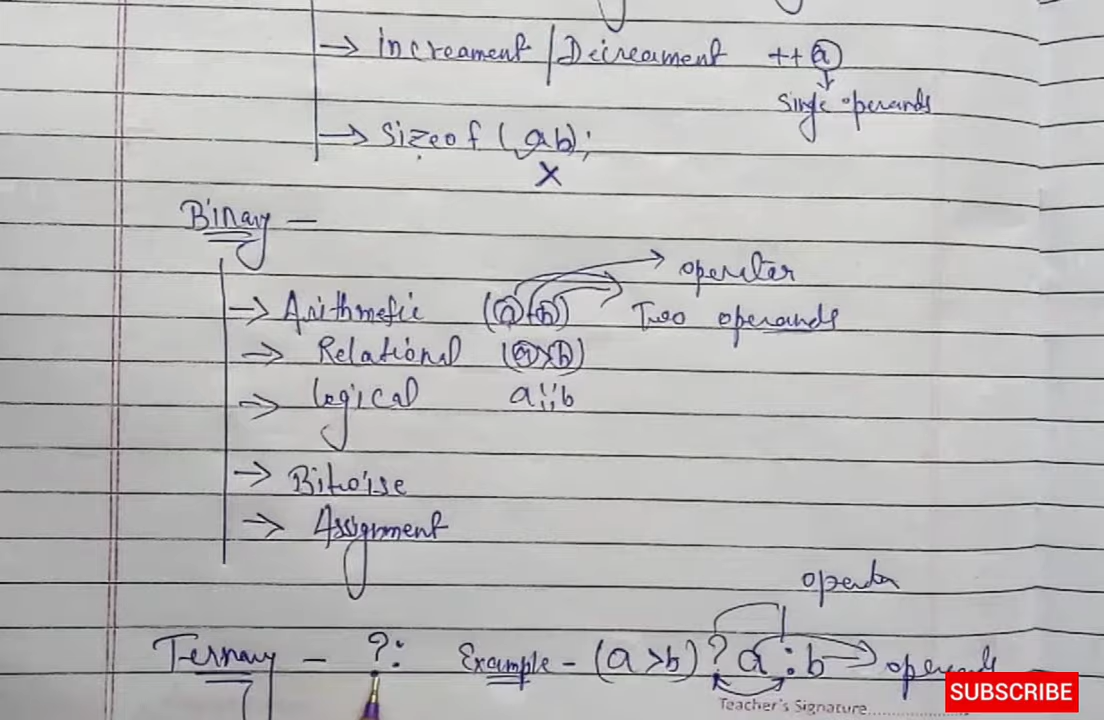 → Increament / Decreament ++a
Single operands
→ Sizeof (ab);
X
Binary —
operator
→ Arithmetic (a+b) Two operands
→ Relational (a>b)
→ Logical a||b
→ Bitwise
→ Assignment
operator
Ternary — ?: Example - (a>b) ? a : b → operands
SUBSCRIBE
Teacher's Signature